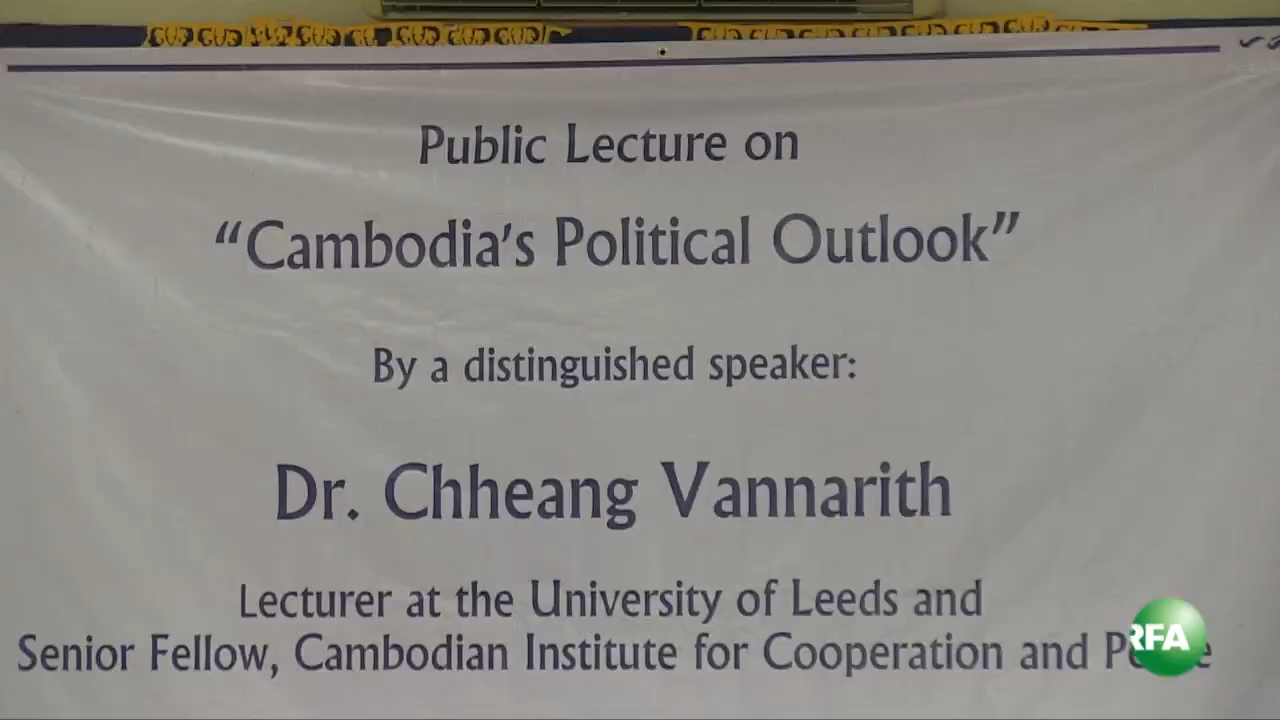 Public Lecture on
“Cambodia's Political Outlook”
By a distinguished speaker:
Dr. Chheang Vannarith
Lecturer at the University of Leeds and
Senior Fellow, Cambodian Institute for Cooperation and
RFA